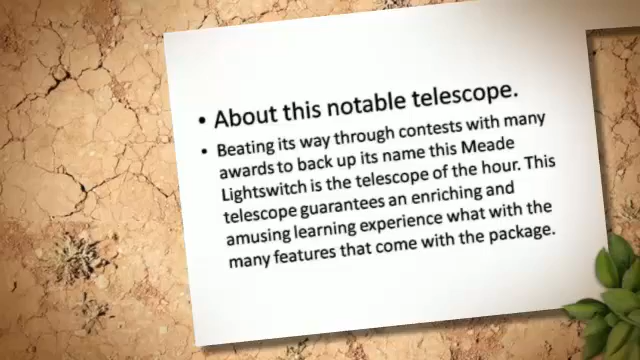 • About this notable telescope.
• Beating its way through contests with many
awards to back up its name this Meade
Lightswitch is the telescope of the hour. This
telescope guarantees an enriching and
amusing learning experience what with the
many features that come with the package.